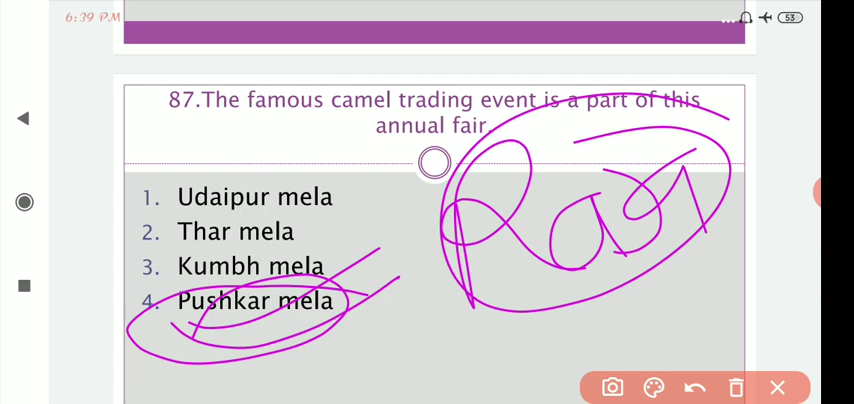 6:39 PM
53
87.The famous camel trading event is a part of this
annual fair.
1. Udaipur mela
2. Thar mela
3. Kumbh mela
4. Pushkar mela